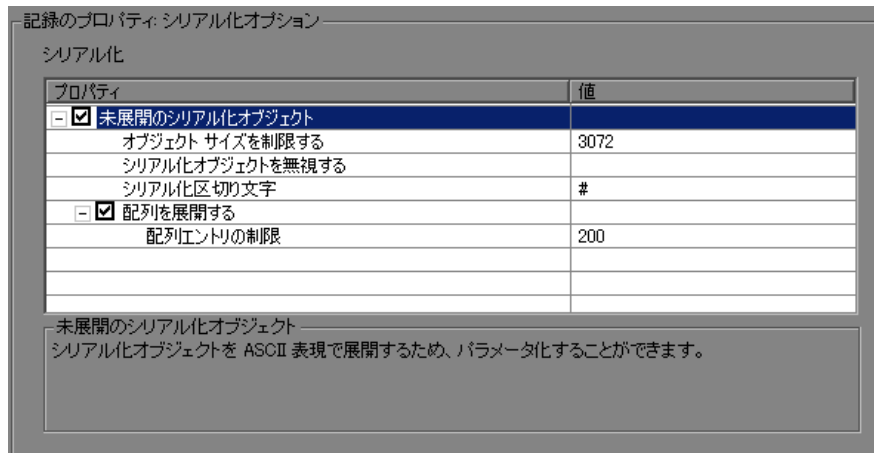 記録のプロパティ: シリアル化オプション
シリアル化
プロパティ 値
未展開のシリアル化オブジェクト
オブジェクト サイズを制限する 3072
シリアル化オブジェクトを無視する
シリアル化区切り文字 #
配列を展開する
配列エントリの制限 200
未展開のシリアル化オブジェクト
シリアル化オブジェクトを ASCII 表現で展開するため、パラメータ化することができます。